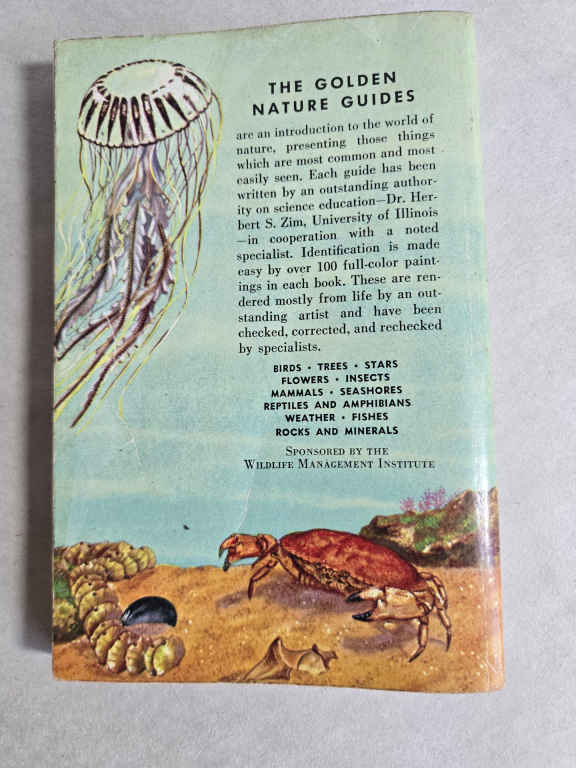 THE GOLDEN
NATURE GUIDES
are an introduction to the world of
nature, presenting those things
which are most common and most
easily seen. Each guide has been
written by an outstanding author-
ity on science education—Dr. Her-
bert S. Zim, University of Illinois
—in cooperation with a noted
specialist. Identification is made
easy by over 100 full-color paint-
ings in each book. These are ren-
dered mostly from life by an out-
standing artist and have been
checked, corrected, and rechecked
by specialists.
BIRDS • TREES • STARS
FLOWERS • INSECTS
MAMMALS • SEASHORES
REPTILES AND AMPHIBIANS
WEATHER • FISHES
ROCKS AND MINERALS
SPONSORED BY THE
WILDLIFE MANAGEMENT INSTITUTE